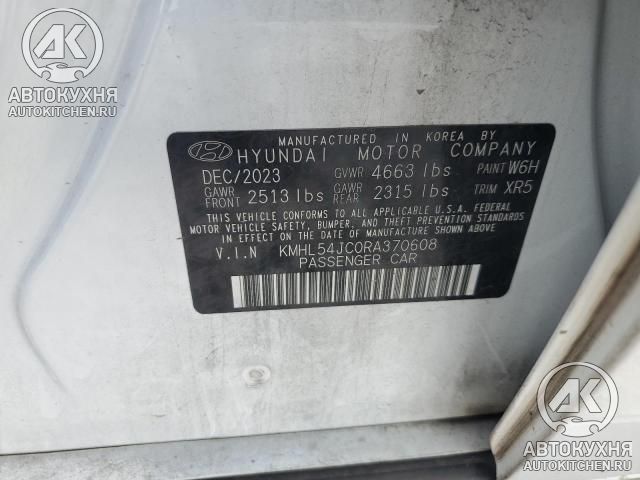 AK
АВТОКУХНЯ
AUTOKITCHEN.RU
MANUFACTURED IN KOREA BY
HYUNDAI MOTOR COMPANY
DEC/2023 GVWR 4663 lbs PAINT W6H
GAWR FRONT 2513 lbs GAWR REAR 2315 lbs TRIM XR5
THIS VEHICLE CONFORMS TO ALL APPLICABLE U.S.A. FEDERAL
MOTOR VEHICLE SAFETY, BUMPER, AND THEFT PREVENTION STANDARDS
IN EFFECT ON THE DATE OF MANUFACTURE SHOWN ABOVE.
V.I.N KMHL54JC0RA370608
PASSENGER CAR
AK
АВТОКУХНЯ
AUTOKITCHEN.RU